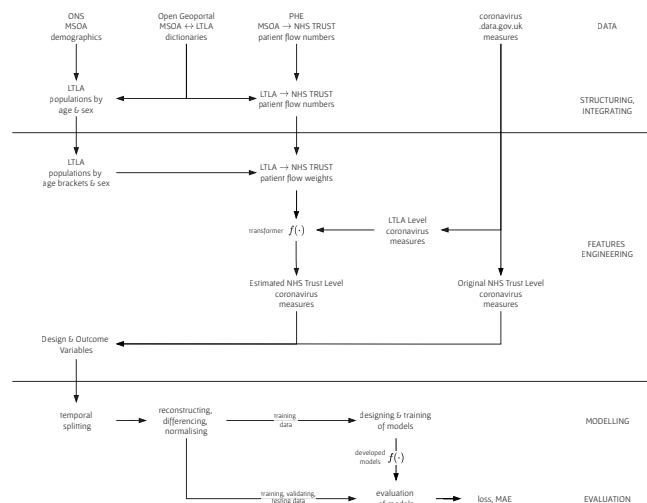 ONS
MSOA
demographics
Open Geoportal
MSOA ↔ LTLA
dictionaries
PHE
MSOA → NHS TRUST
patient flow numbers
coronavirus
.data.gov.uk
measures
DATA
LTLA
populations by
age & sex
LTLA → NHS TRUST
patient flow numbers
STRUCTURING,
INTEGRATING
LTLA
populations by
age brackets & sex
LTLA → NHS TRUST
patient flow weights
transformer f(·)
LTLA Level
coronavirus
measures
FEATURES
ENGINEERING
Estimated NHS Trust Level
coronavirus
measures
Original NHS Trust Level
coronavirus
measures
Design & Outcome
Variables
temporal
splitting
reconstructing,
differencing,
normalising
training
data
designing & training
of models
MODELLING
developed
models f(·)
training, validating,
testing data
evaluation
of models
loss, MAE
EVALUATION